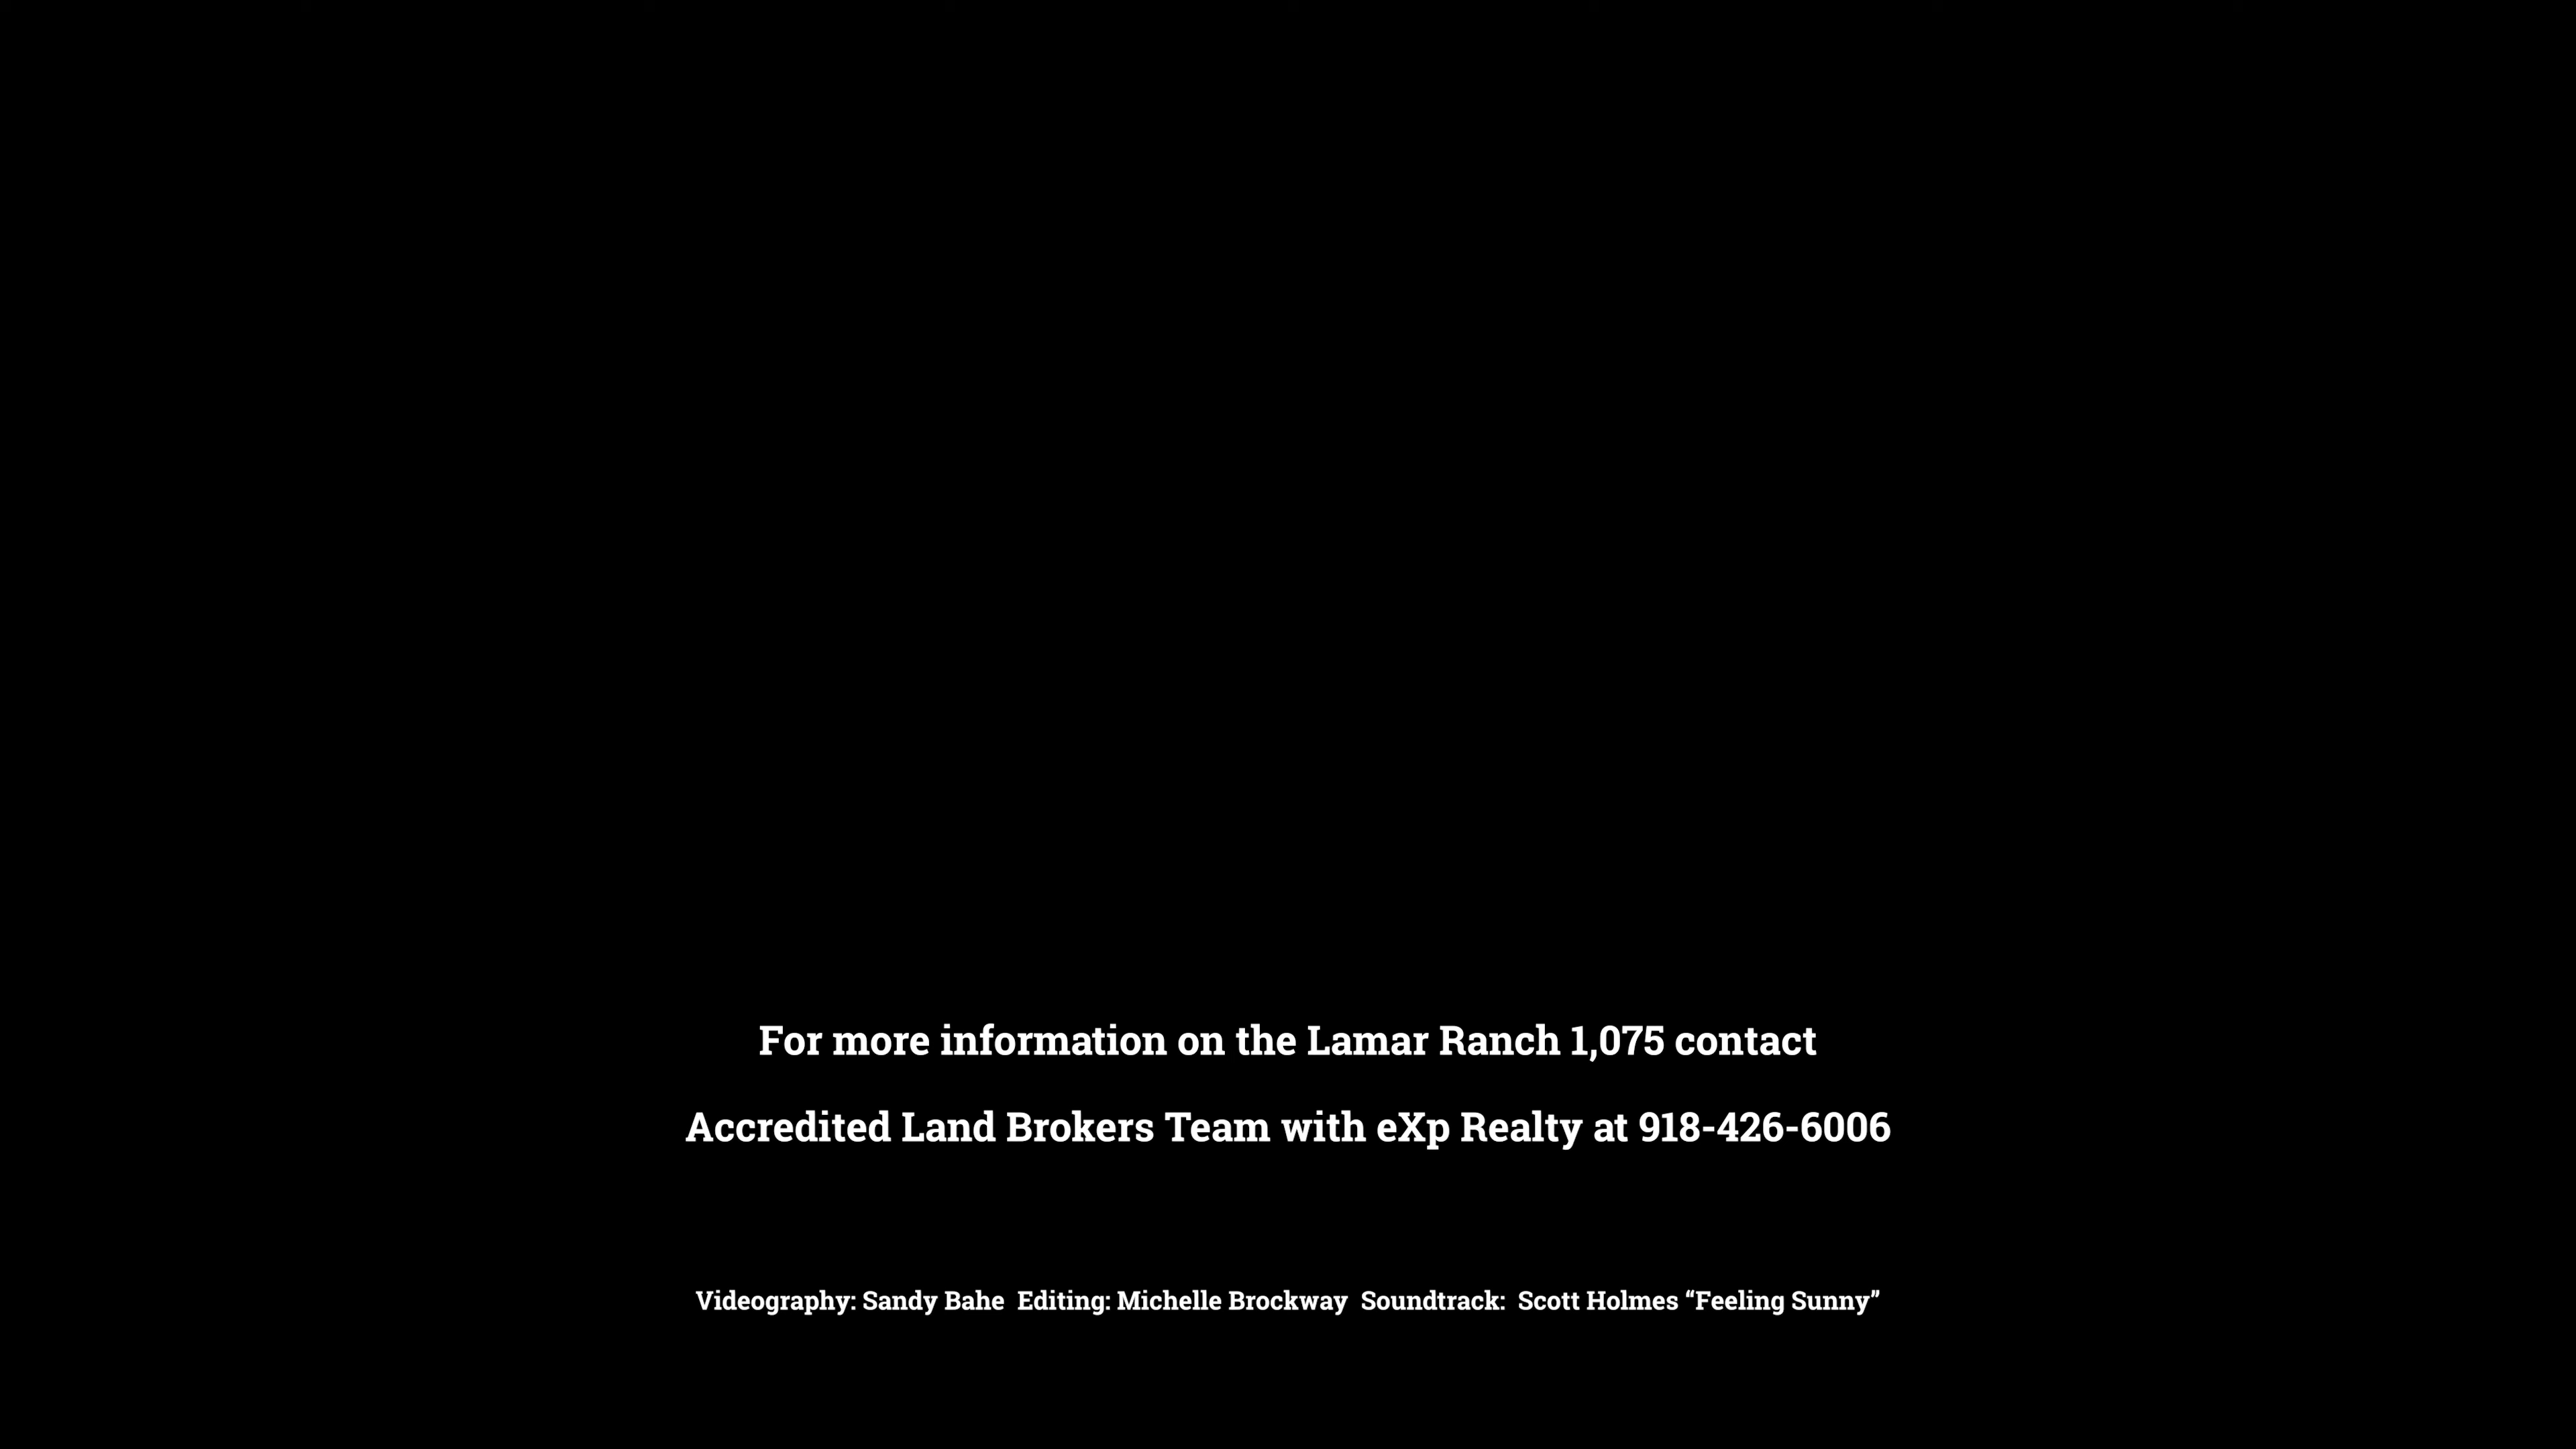 For more information on the Lamar Ranch 1,075 contact
Accredited Land Brokers Team with eXp Realty at 918-426-6006
Videography: Sandy Bahe  Editing: Michelle Brockway  Soundtrack:  Scott Holmes “Feeling Sunny”